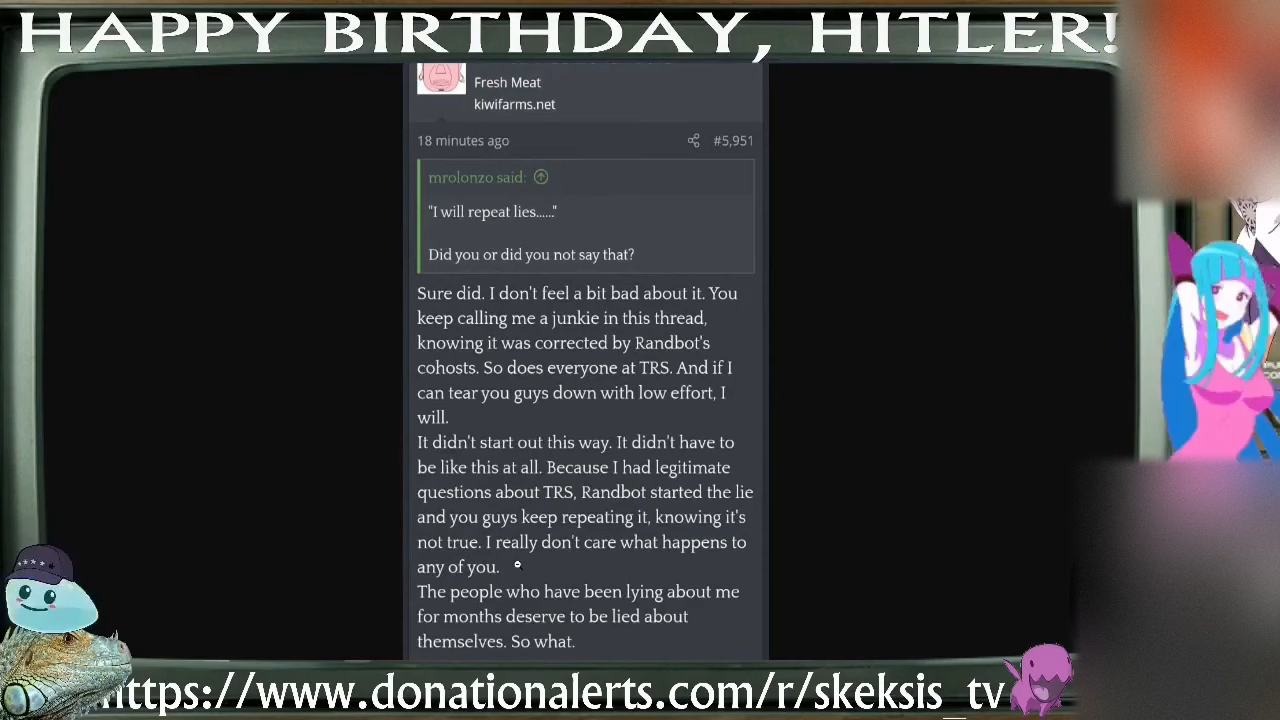 HAPPY BIRTHDAY, HITLER!
Fresh Meat
kiwifarms.net
18 minutes ago
#5,951
mrolonzo said:
"I will repeat lies....."
Did you or did you not say that?
Sure did. I don't feel a bit bad about it. You
keep calling me a junkie in this thread,
knowing it was corrected by Randbot's
cohosts. So does everyone at TRS. And if I
can tear you guys down with low effort, I
will.
It didn't start out this way. It didn't have to
be like this at all. Because I had legitimate
questions about TRS, Randbot started the lie
and you guys keep repeating it, knowing it's
not true. I really don't care what happens to
any of you.
The people who have been lying about me
for months deserve to be lied about
themselves. So what.
https://www.donationalerts.com/r/skeksis_tv